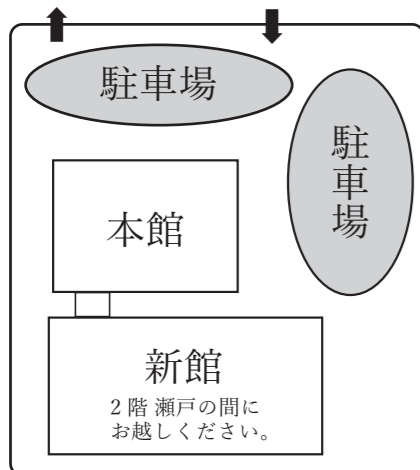 駐車場
駐車場
本館
新館
2階 瀬戸の間に
お越しください。